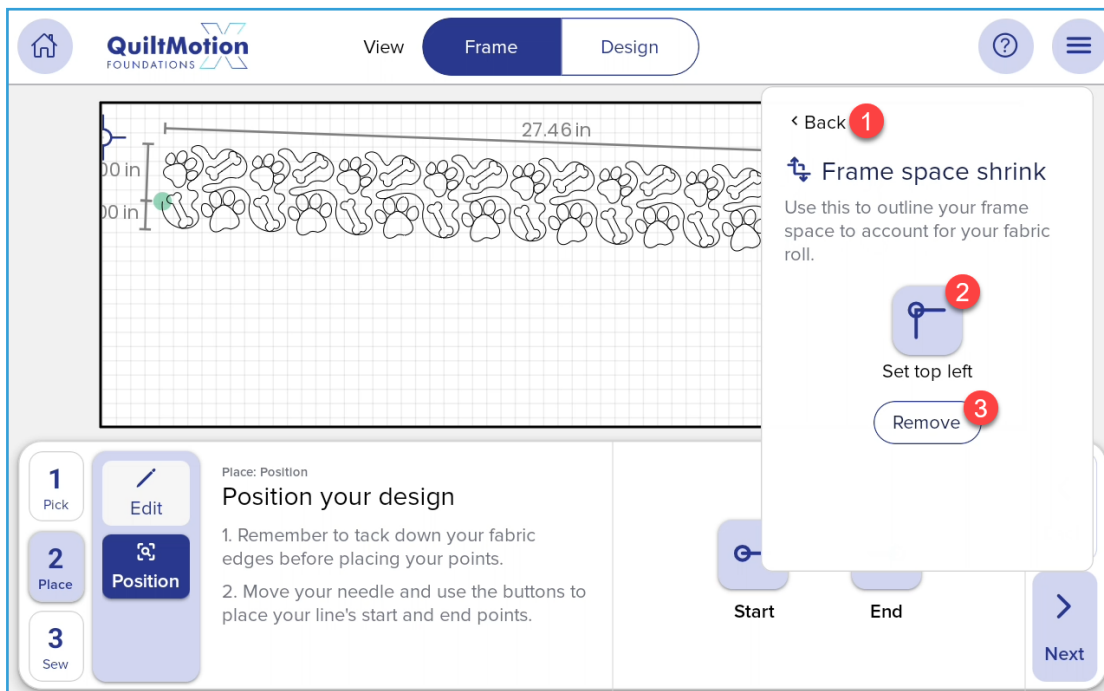 QuiltMotion
FOUNDATIONS
View
Frame
Design
27.46 in
00 in
00 in
Back
1
Frame space shrink
Use this to outline your frame
space to account for your fabric
roll.
2
Set top left
Remove
3
1
Pick
2
Place
3
Sew
Edit
Position
Place: Position
Position your design
1. Remember to tack down your fabric
edges before placing your points.
2. Move your needle and use the buttons to
place your line's start and end points.
Start
End
Next